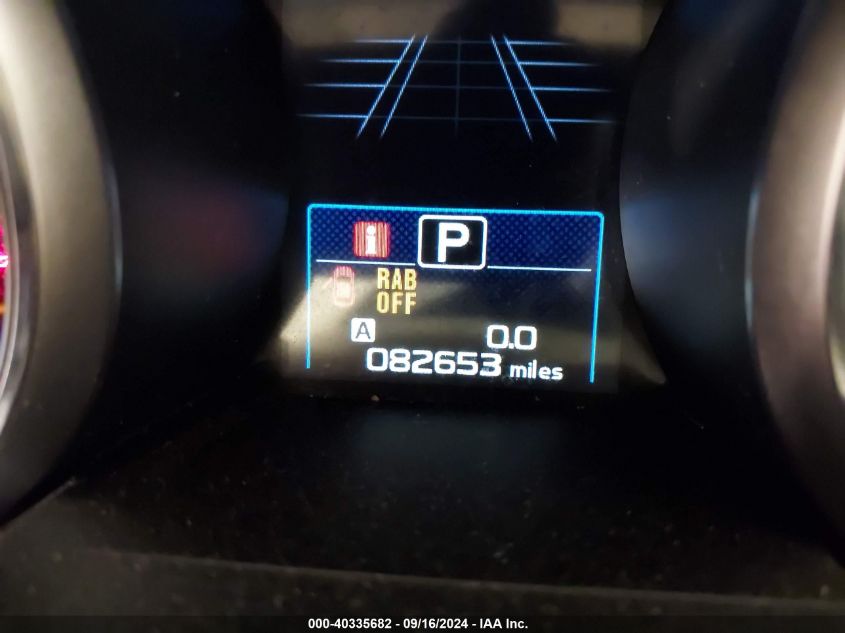 i P
RAB
OFF
A 0.0
082653 miles
000-40335682 - 09/16/2024 - IAA Inc.